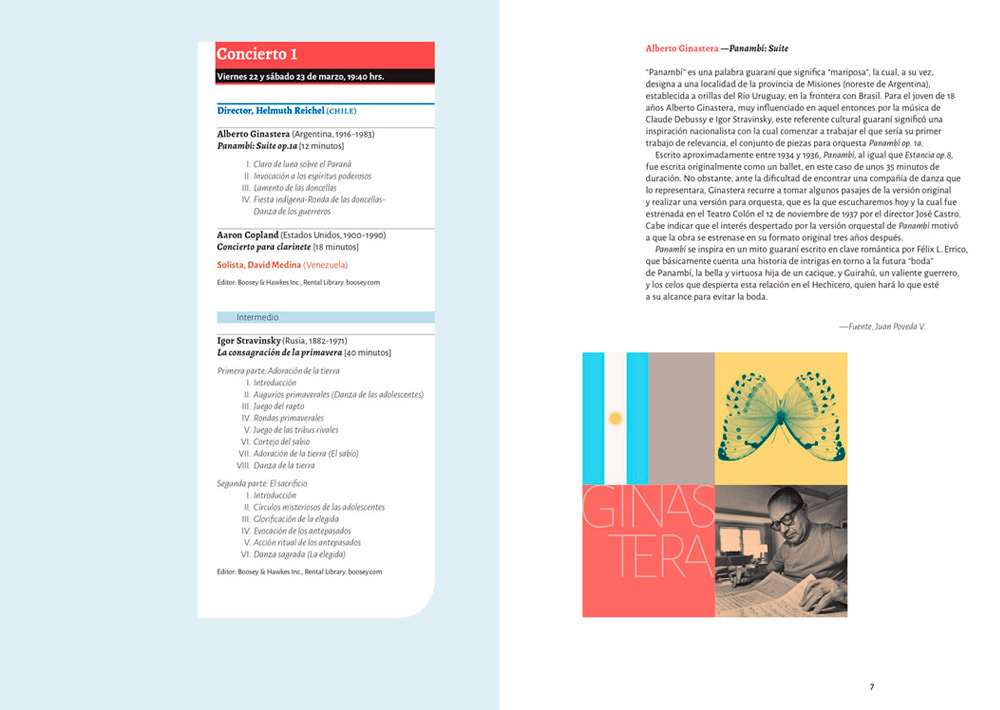 Concierto 1
Viernes 22 y sábado 23 de marzo, 19:40 hrs.
Director, Helmuth Reichel (CHILE)
Alberto Ginastera (Argentina, 1916-1983)
Panambí: Suite op.1a [12 minutos]
I. Claro de luna sobre el Paraná
II. Invocación a los espíritus poderosos
III. Lamento de las doncellas
IV. Fiesta indígena-Ronda de las doncellas-
Danza de los guerreros
Aaron Copland (Estados Unidos, 1900-1990)
Concierto para clarinete [18 minutos]
Solista, David Medina (Venezuela)
Editor: Boosey & Hawkes Inc., Rental Library. boosey.com
Intermedio
Igor Stravinsky (Rusia, 1882-1971)
La consagración de la primavera [40 minutos]
Primera parte: Adoración de la tierra
I. Introducción
II. Augurios primaverales (Danza de las adolescentes)
III. Juego del rapto
IV. Rondas primaverales
V. Juego de las tribus rivales
VI. Cortejo del sabio
VII. Adoración de la tierra (El sabio)
VIII. Danza de la tierra
Segunda parte: El sacrificio
I. Introducción
II. Círculos misteriosos de las adolescentes
III. Glorificación de la elegida
IV. Evocación de los antepasados
V. Acción ritual de los antepasados
VI. Danza sagrada (La elegida)
Editor: Boosey & Hawkes Inc., Rental Library. boosey.com
Alberto Ginastera —Panambí: Suite
“Panambí” es una palabra guaraní que significa “mariposa”, la cual, a su vez,
designa a una localidad de la provincia de Misiones (noreste de Argentina),
establecida a orillas del Río Uruguay, en la frontera con Brasil. Para el joven de 18
años Alberto Ginastera, muy influenciado en aquel entonces por la música de
Claude Debussy e Igor Stravinsky, este referente cultural guaraní significó una
inspiración nacionalista con la cual comenzar a trabajar el que sería su primer
trabajo de relevancia, el conjunto de piezas para orquesta Panambí op. 1a.
Escrito aproximadamente entre 1934 y 1936, Panambí, al igual que Estancia op.8,
fue escrita originalmente como un ballet, en este caso de unos 35 minutos de
duración. No obstante, ante la dificultad de encontrar una compañía de danza que
lo representara, Ginastera recurre a tomar algunos pasajes de la versión original
y realizar una versión para orquesta, que es la que escucharemos hoy y la cual fue
estrenada en el Teatro Colón el 12 de noviembre de 1937 por el director José Castro.
Cabe indicar que el interés despertado por la versión orquestal de Panambí motivó
a que la obra se estrenase en su formato original tres años después.
Panambí se inspira en un mito guaraní escrito en clave romántica por Félix L. Errico,
que básicamente cuenta una historia de intrigas en torno a la futura “boda”
de Panambí, la bella y virtuosa hija de un cacique, y Guirahú, un valiente guerrero,
y los celos que despierta esta relación en el Hechicero, quien hará lo que esté
a su alcance para evitar la boda.
—Fuente, Juan Poveda V.
GINAS
TERA
7